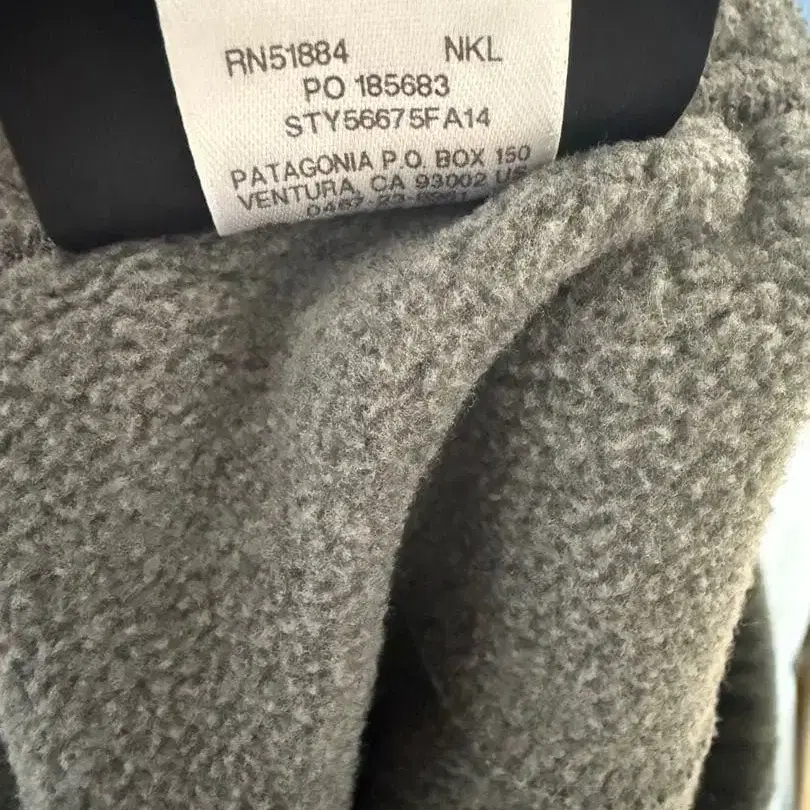 RN51884 NKL
PO 185683
STY56675FA14
PATAGONIA P.O. BOX 150
VENTURA, CA 93002 US